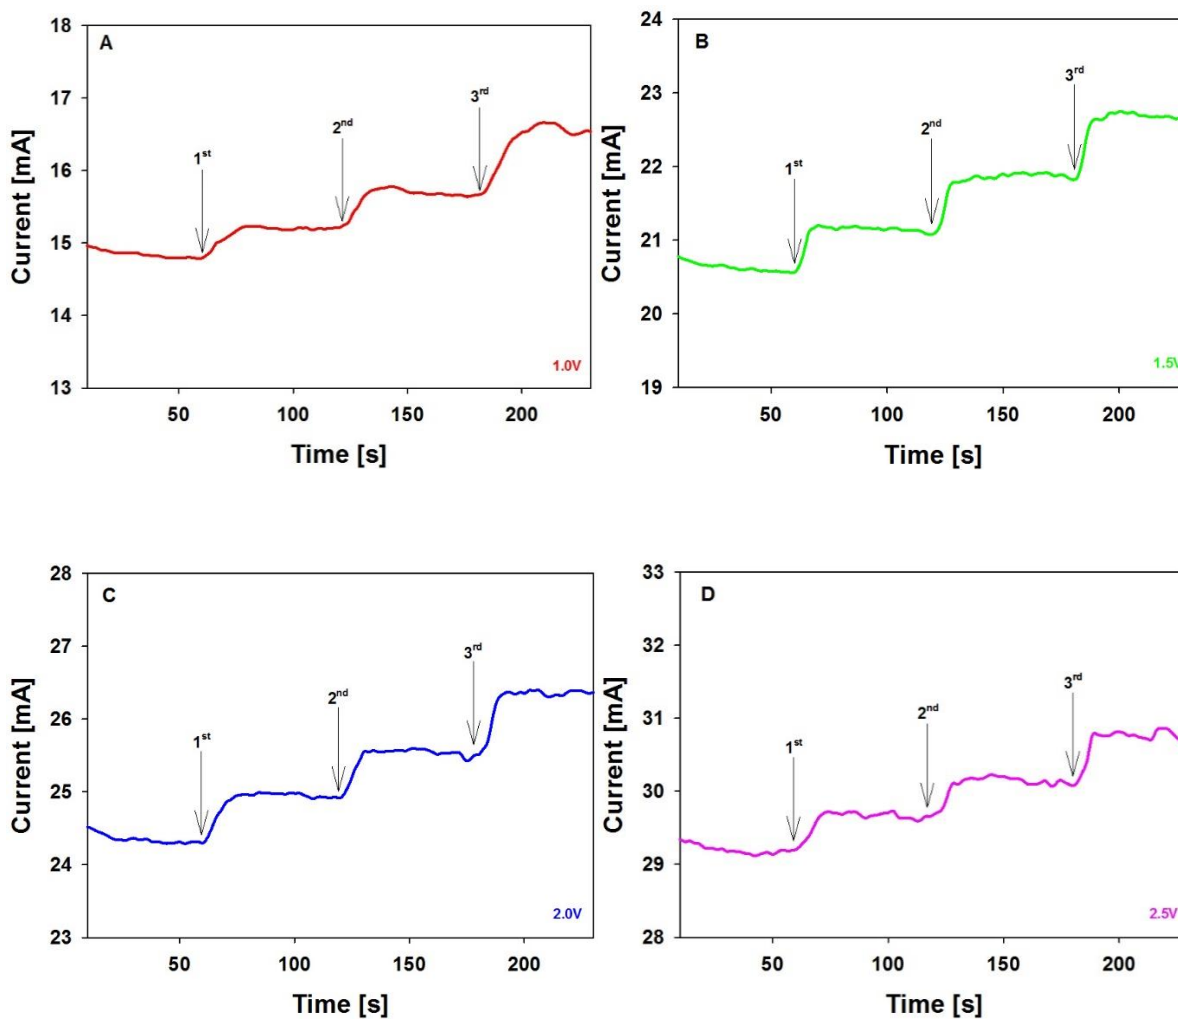 A
18
17
16
15
14
13
Current [mA]
1st
2nd
3rd
1.0V
50
100
150
200
Time [s]
B
24
23
22
21
20
19
Current [mA]
1st
2nd
3rd
1.5V
50
100
150
200
Time [s]
C
28
27
26
25
24
23
Current [mA]
1st
2nd
3rd
2.0V
50
100
150
200
Time [s]
D
33
32
31
30
29
28
Current [mA]
1st
2nd
3rd
2.5V
50
100
150
200
Time [s]